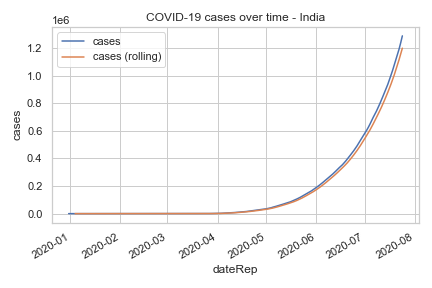 COVID-19 cases over time - India
1e6
cases
cases (rolling)
1.2
1.0
0.8
0.6
0.4
0.2
0.0
cases
2020-01
2020-02
2020-03
2020-04
2020-05
2020-06
2020-07
2020-08
dateRep